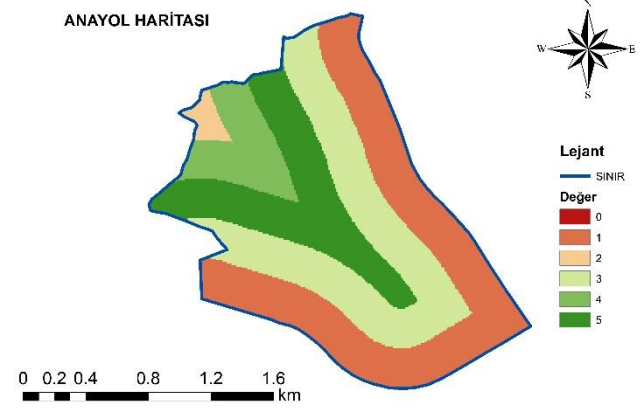 ANAYOL HARİTASI
N
W E
S
Lejant
SINIR
Değer
0
1
2
3
4
5
0 0.2 0.4 0.8 1.2 1.6
km